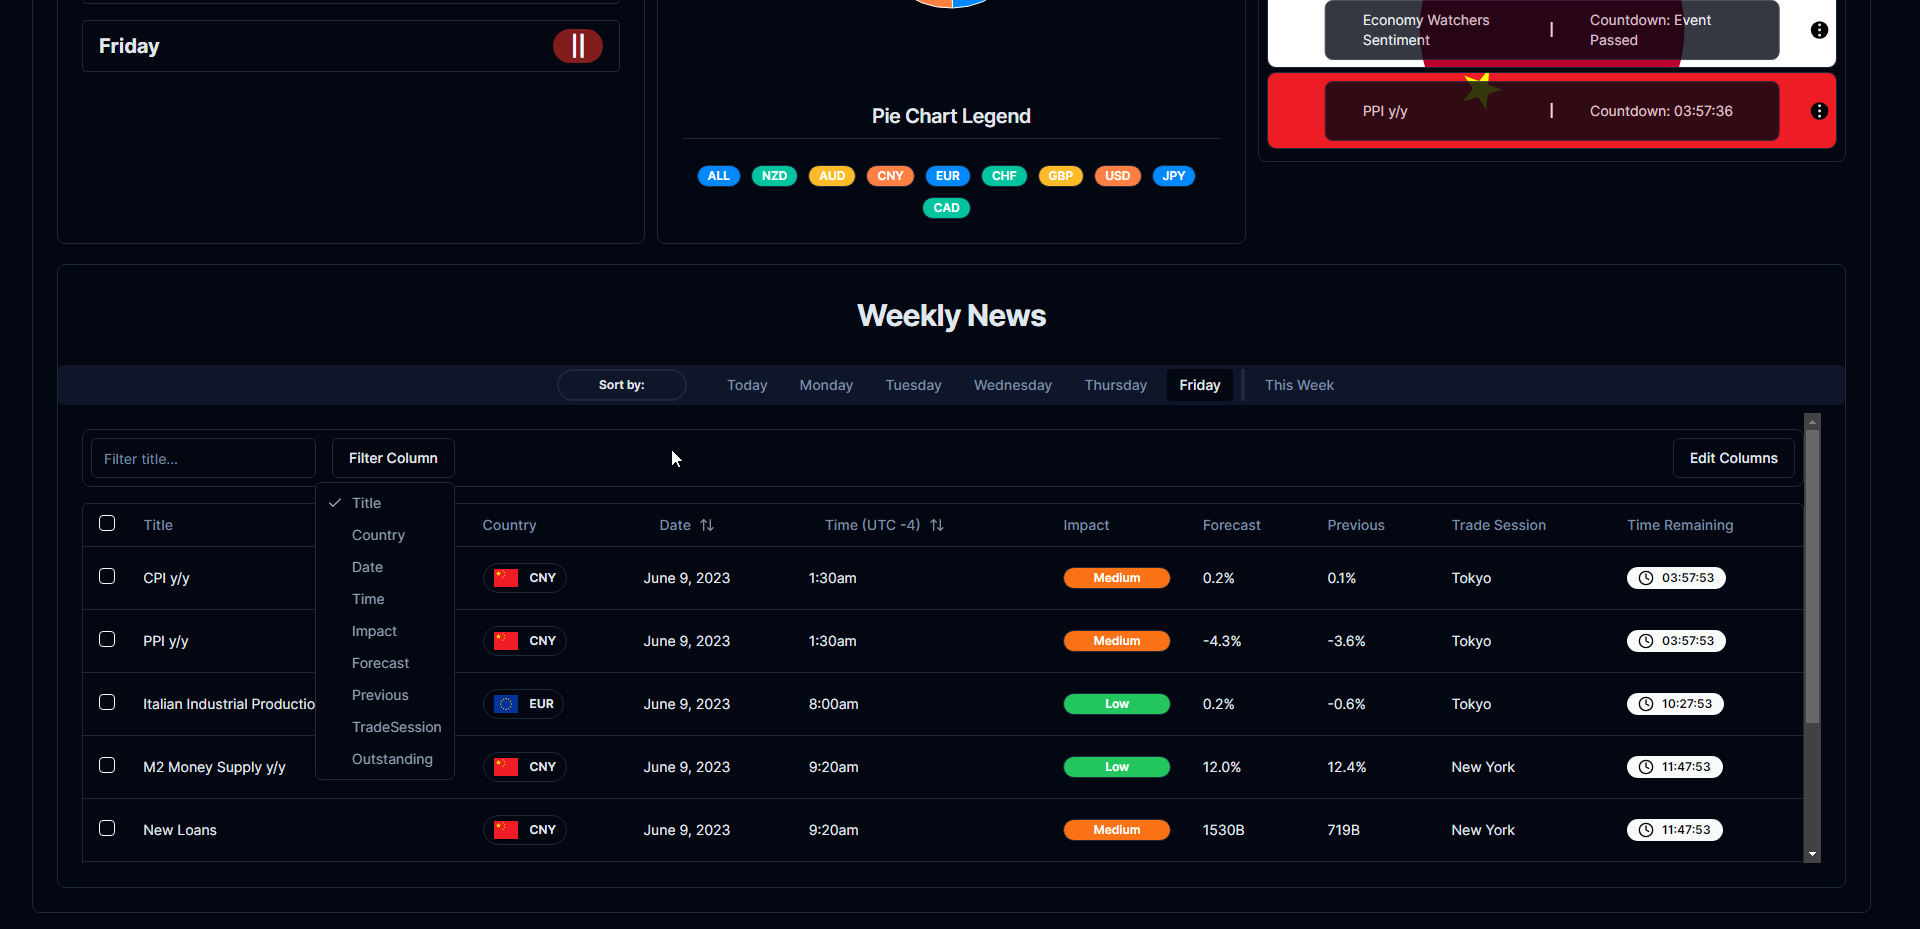 Friday
Pie Chart Legend
ALL NZD AUD CNY EUR CHF GBP USD JPY
CAD
Economy Watchers
Sentiment
|
Countdown: Event
Passed
PPI y/y | Countdown: 03:57:36
Weekly News
Sort by: Today Monday Tuesday Wednesday Thursday Friday This Week
Filter title... Filter Column Edit Columns
Title
Country
Date
Time
Impact
Forecast
Previous
TradeSession
Outstanding
Title Country Date Time (UTC -4) Impact Forecast Previous Trade Session Time Remaining
CPI y/y CNY June 9, 2023 1:30am Medium 0.2% 0.1% Tokyo 03:57:53
PPI y/y CNY June 9, 2023 1:30am Medium -4.3% -3.6% Tokyo 03:57:53
Italian Industrial Productio EUR June 9, 2023 8:00am Low 0.2% -0.6% Tokyo 10:27:53
M2 Money Supply y/y CNY June 9, 2023 9:20am Low 12.0% 12.4% New York 11:47:53
New Loans CNY June 9, 2023 9:20am Medium 1530B 719B New York 11:47:53